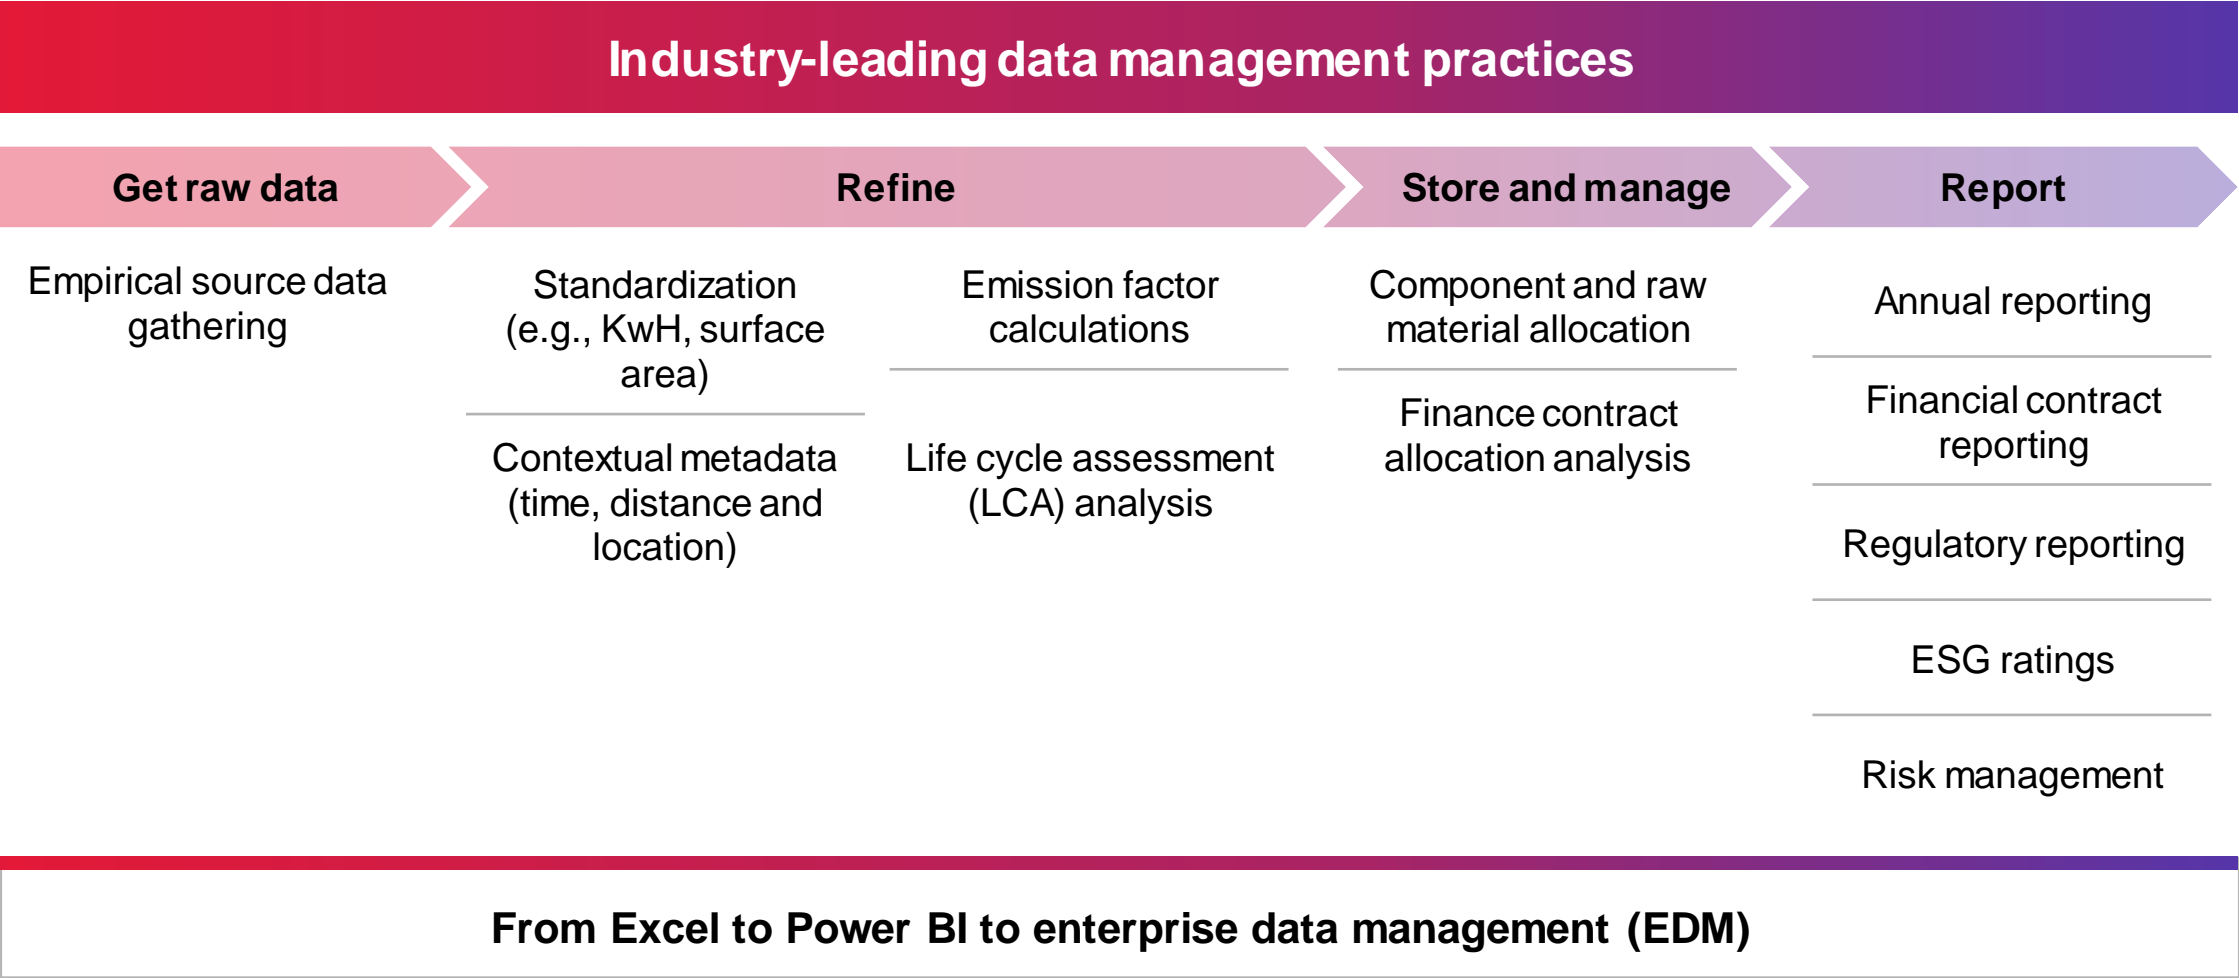 Industry-leading data management practices
Get raw data
Refine
Store and manage
Report
Empirical source data
gathering
Standardization
(e.g., KwH, surface
area)
Contextual metadata
(time, distance and
location)
Emission factor
calculations
Life cycle assessment
(LCA) analysis
Component and raw
material allocation
Finance contract
allocation analysis
Annual reporting
Financial contract
reporting
Regulatory reporting
ESG ratings
Risk management
From Excel to Power BI to enterprise data management (EDM)